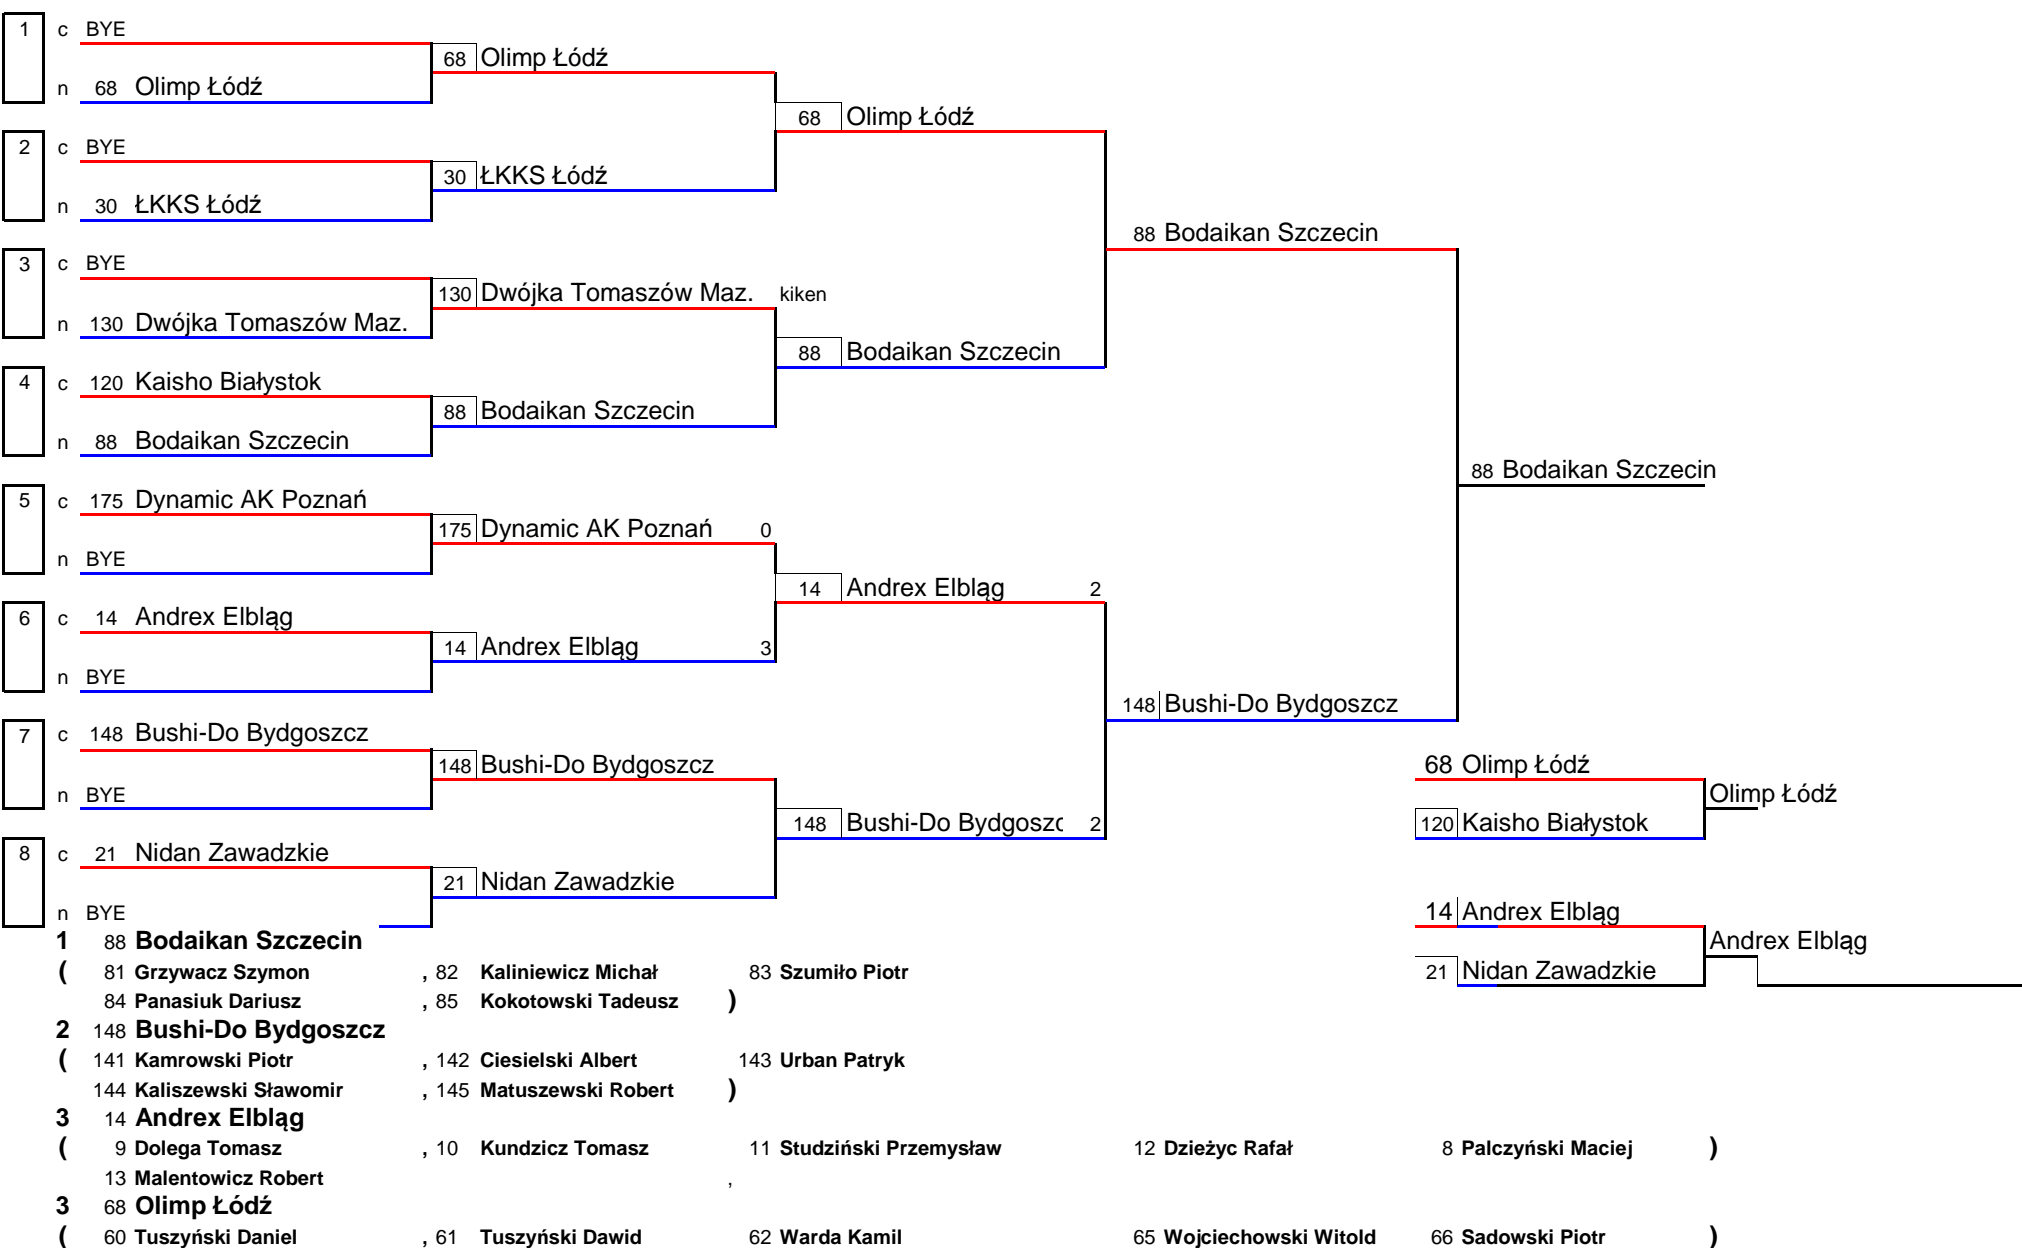 1 c BYE
68 Olimp Łódź
n 68 Olimp Łódź
68 Olimp Łódź
2 c BYE
30 ŁKKS Łódź
n 30 ŁKKS Łódź
88 Bodaikan Szczecin
3 c BYE
130 Dwójka Tomaszów Maz. kiken
n 130 Dwójka Tomaszów Maz.
88 Bodaikan Szczecin
4 c 120 Kaisho Białystok
88 Bodaikan Szczecin
n 88 Bodaikan Szczecin
88 Bodaikan Szczecin
5 c 175 Dynamic AK Poznań
175 Dynamic AK Poznań 0
n BYE
14 Andrex Elbląg 2
6 c 14 Andrex Elbląg
14 Andrex Elbląg 3
n BYE
148 Bushi-Do Bydgoszcz
7 c 148 Bushi-Do Bydgoszcz
148 Bushi-Do Bydgoszcz
68 Olimp Łódź
n BYE
Olimp Łódź
148 Bushi-Do Bydgoszc 2
120 Kaisho Białystok
8 c 21 Nidan Zawadzkie
21 Nidan Zawadzkie
n BYE
14 Andrex Elbląg
1 88 Bodaikan Szczecin
Andrex Elbląg
( 81 Grzywacz Szymon , 82 Kaliniewicz Michał 83 Szumiło Piotr
21 Nidan Zawadzkie
84 Panasiuk Dariusz , 85 Kokotowski Tadeusz )
2 148 Bushi-Do Bydgoszcz
( 141 Kamrowski Piotr , 142 Ciesielski Albert 143 Urban Patryk
144 Kaliszewski Sławomir , 145 Matuszewski Robert )
3 14 Andrex Elbląg
( 9 Dolega Tomasz , 10 Kundzicz Tomasz 11 Studziński Przemysław 12 Dzieżyc Rafał 8 Palczyński Maciej )
13 Malentowicz Robert ,
3 68 Olimp Łódź
( 60 Tuszyński Daniel , 61 Tuszyński Dawid 62 Warda Kamil 65 Wojciechowski Witold 66 Sadowski Piotr )